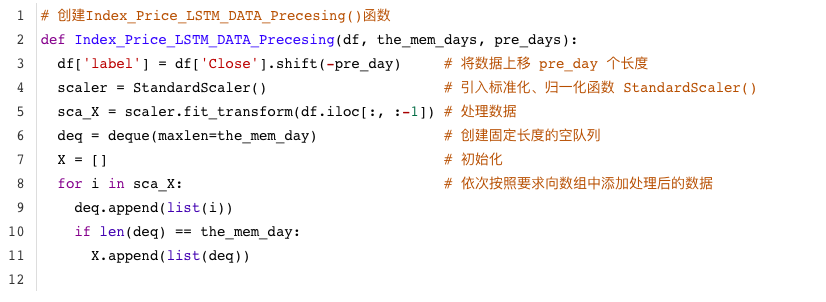 1 # 创建Index_Price_LSTM_DATA_Precesing()函数
2 def Index_Price_LSTM_DATA_Precesing(df, the_mem_days, pre_days):
3   df['label'] = df['Close'].shift(-pre_day)     # 将数据上移 pre_day 个长度
4   scaler = StandardScaler()                     # 引入标准化、归一化函数 StandardScaler()
5   sca_X = scaler.fit_transform(df.iloc[:, :-1]) # 处理数据
6   deq = deque(maxlen=the_mem_day)               # 创建固定长度的空队列
7   X = []                                        # 初始化
8   for i in sca_X:                               # 依次按照要求向数组中添加处理后的数据
9     deq.append(list(i))
10     if len(deq) == the_mem_day:
11       X.append(list(deq))
12